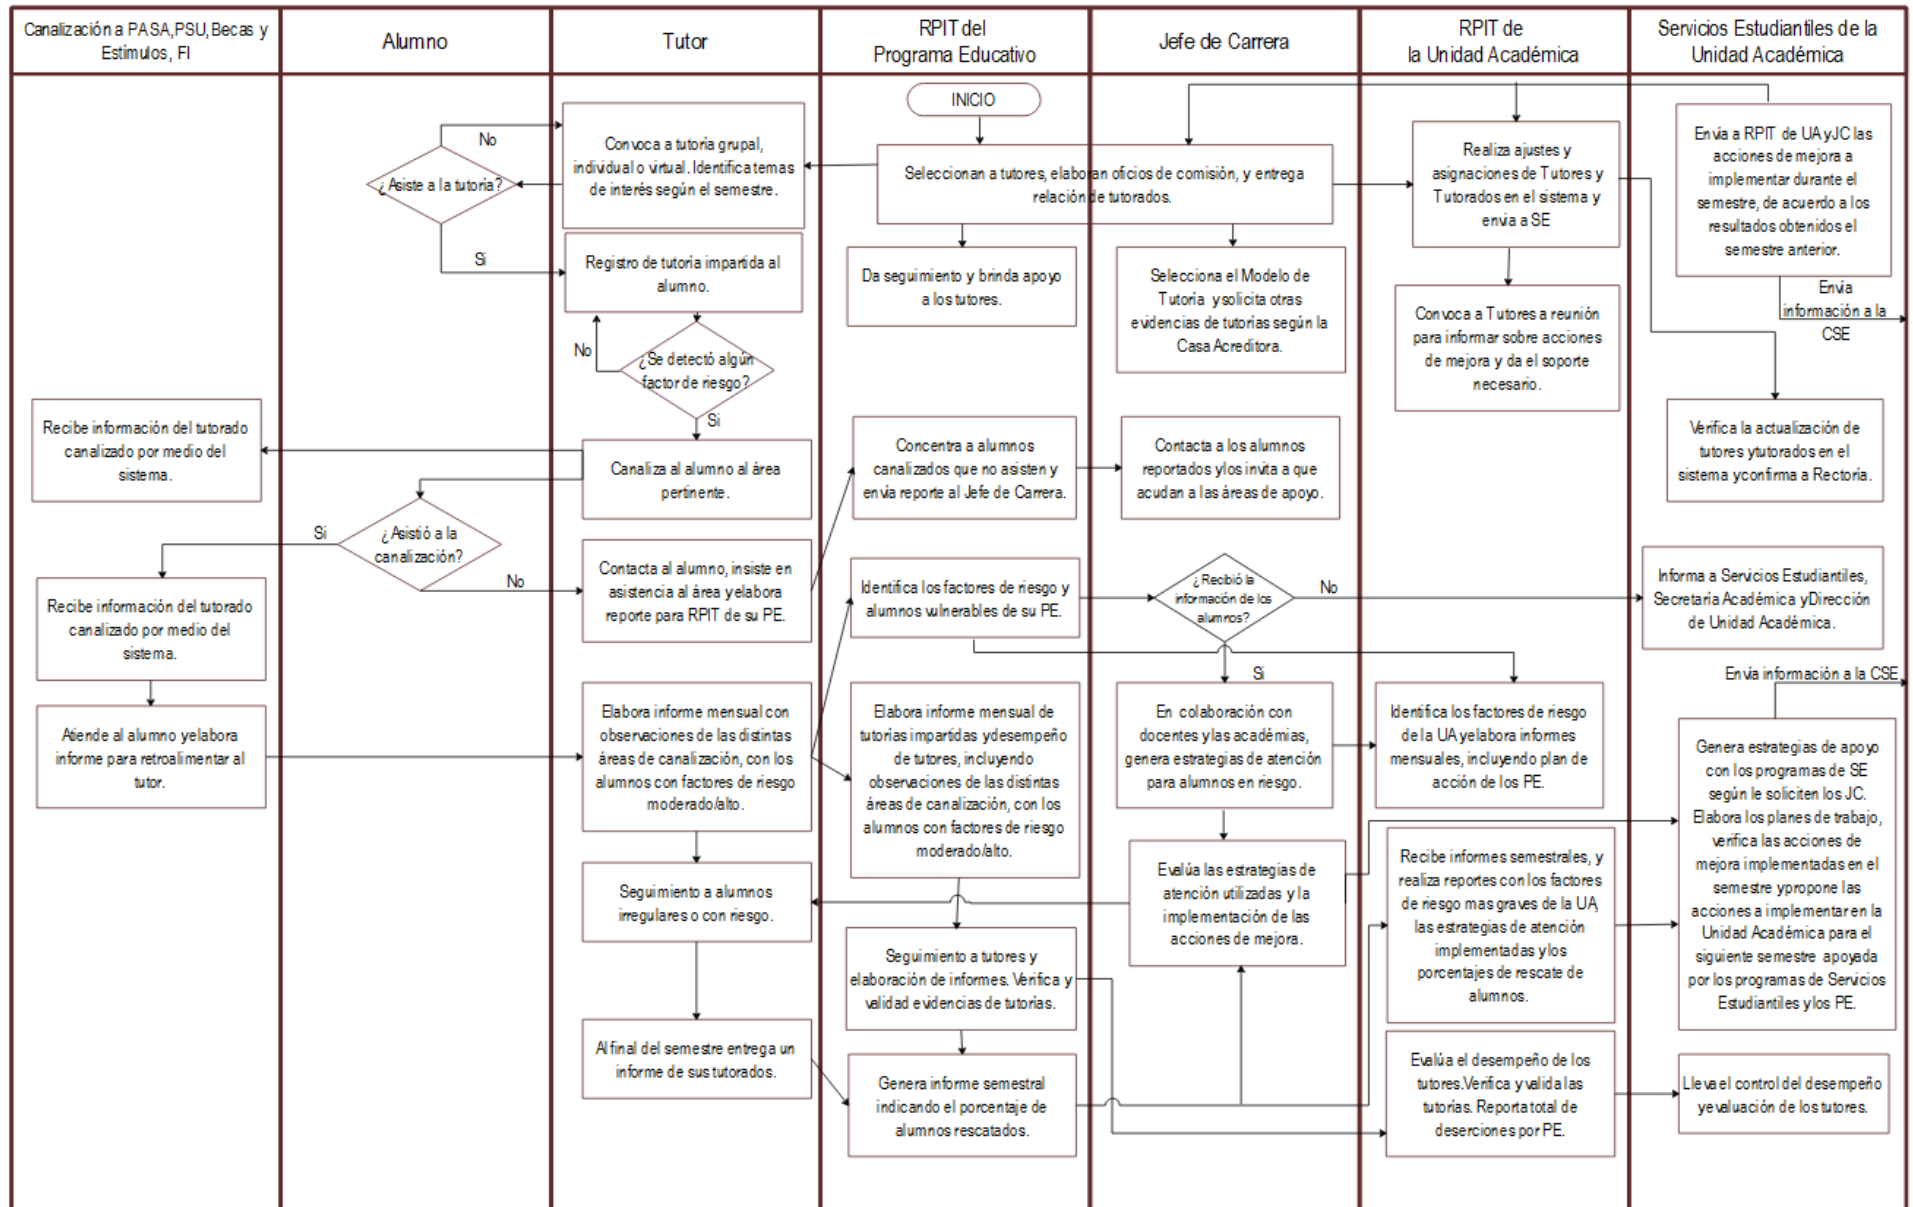 Canalización a PASA,PSU,Becas y
Estímulos, FI
Alumno
Tutor
RPIT del
Programa Educativo
Jefe de Carrera
RPIT de
la Unidad Académica
Servicios Estudiantiles de la
Unidad Académica
INICIO
No
¿Asiste a la tutoría?
Si
Convoca a tutoría grupal,
individual o virtual. Identifica temas
de interés según el semestre.
Seleccionan a tutores, elaboran oficios de comisión, y entrega
relación de tutorados.
Realiza ajustes y
asignaciones de Tutores y
Tutorados en el sistema y
envía a SE
Envía a RPIT de UA y JC las
acciones de mejora a
implementar durante el
semestre, de acuerdo a los
resultados obtenidos el
semestre anterior.
Envía
información a la
CSE
Registro de tutoría impartida al
alumno.
Da seguimiento y brinda apoyo
a los tutores.
Selecciona el Modelo de
Tutoría y solicita otras
evidencias de tutorías según la
Casa Acreditora.
Convoca a Tutores a reunión
para informar sobre acciones
de mejora y da el soporte
necesario.
No
¿Se detectó algún
factor de riesgo?
Si
Recibe información del tutorado
canalizado por medio del
sistema.
Canaliza al alumno al área
pertinente.
Concentra a alumnos
canalizados que no asisten y
envía reporte al Jefe de Carrera.
Contacta a los alumnos
reportados y los invita a que
acudan a las áreas de apoyo.
Verifica la actualización de
tutores y tutorados en el
sistema y confirma a Rectoría.
Si
¿Asistió a la
canalización?
No
Contacta al alumno, insiste en
asistencia al área y elabora
reporte para RPIT de su PE.
Identifica los factores de riesgo y
alumnos vulnerables de su PE.
¿Recibió la
información de los
alumnos?
No
Si
Informa a Servicios Estudiantiles,
Secretaría Académica y Dirección
de Unidad Académica.
Recibe información del tutorado
canalizado por medio del
sistema.
Envía información a la CSE
Atiende al alumno y elabora
informe para retroalimentar al
tutor.
Elabora informe mensual con
observaciones de las distintas
áreas de canalización, con los
alumnos con factores de riesgo
moderado/alto.
Elabora informe mensual de
tutorías impartidas y desempeño
de tutores, incluyendo
observaciones de las distintas
áreas de canalización, con los
alumnos con factores de riesgo
moderado/alto.
En colaboración con
docentes y las académias,
genera estrategias de atención
para alumnos en riesgo.
Identifica los factores de riesgo
de la UA y elabora informes
mensuales, incluyendo plan de
acción de los PE.
Genera estrategias de apoyo
con los programas de SE
según le soliciten los JC.
Elabora los planes de trabajo,
verifica las acciones de
mejora implementadas en el
semestre y propone las
acciones a implementar en la
Unidad Académica para el
siguiente semestre apoyada
por los programas de Servicios
Estudiantiles y los PE.
Seguimiento a alumnos
irregulares o con riesgo.
Evalúa las estrategias de
atención utilizadas y la
implementación de las
acciones de mejora.
Recibe informes semestrales, y
realiza reportes con los factores
de riesgo mas graves de la UA,
las estrategias de atención
implementadas y los
porcentajes de rescate de
alumnos.
Seguimiento a tutores y
elaboración de informes. Verifica y
validad evidencias de tutorías.
Al final del semestre entrega un
informe de sus tutorados.
Genera informe semestral
indicando el porcentaje de
alumnos rescatados.
Evalúa el desempeño de los
tutores.Verifica y valida las
tutorías. Reporta total de
deserciones por PE.
Lleva el control del desempeño
y evaluación de los tutores.